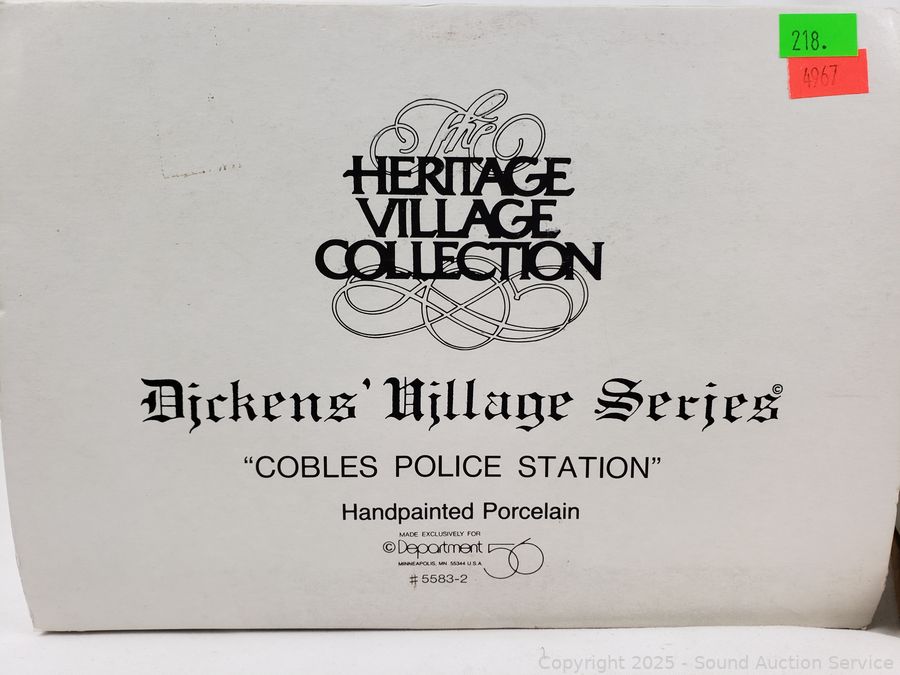 218.
4967
The
HERITAGE
VILLAGE
COLLECTION
Dickens' Village Series©
“COBLES POLICE STATION”
Handpainted Porcelain
MADE EXCLUSIVELY FOR
© Department 56
MINNEAPOLIS, MN 55344 U.S.A.
# 5583-2
Copyright 2025 - Sound Auction Service